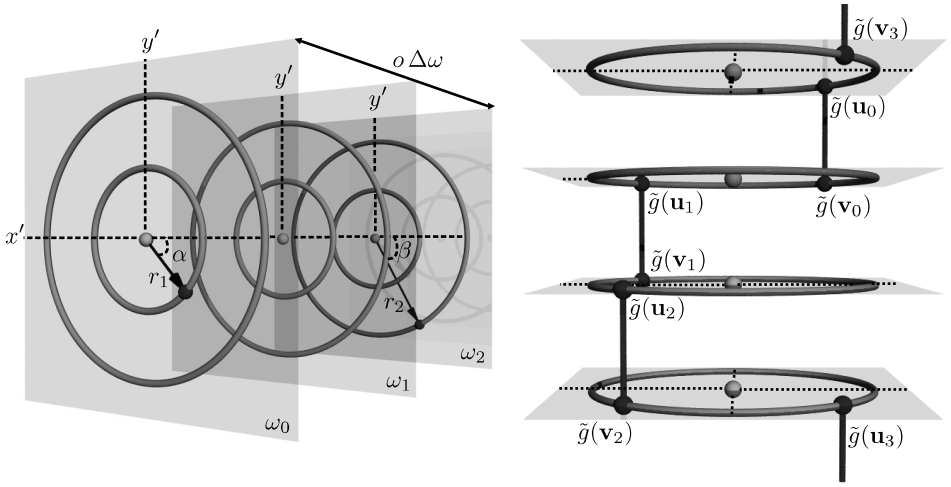 y′
y′
y′
o Δω
x′
α
r₁
β
r₂
ω₀
ω₁
ω₂
g̃(v₃)
g̃(u₀)
g̃(u₁)
g̃(v₀)
g̃(v₁)
g̃(u₂)
g̃(v₂)
g̃(u₃)